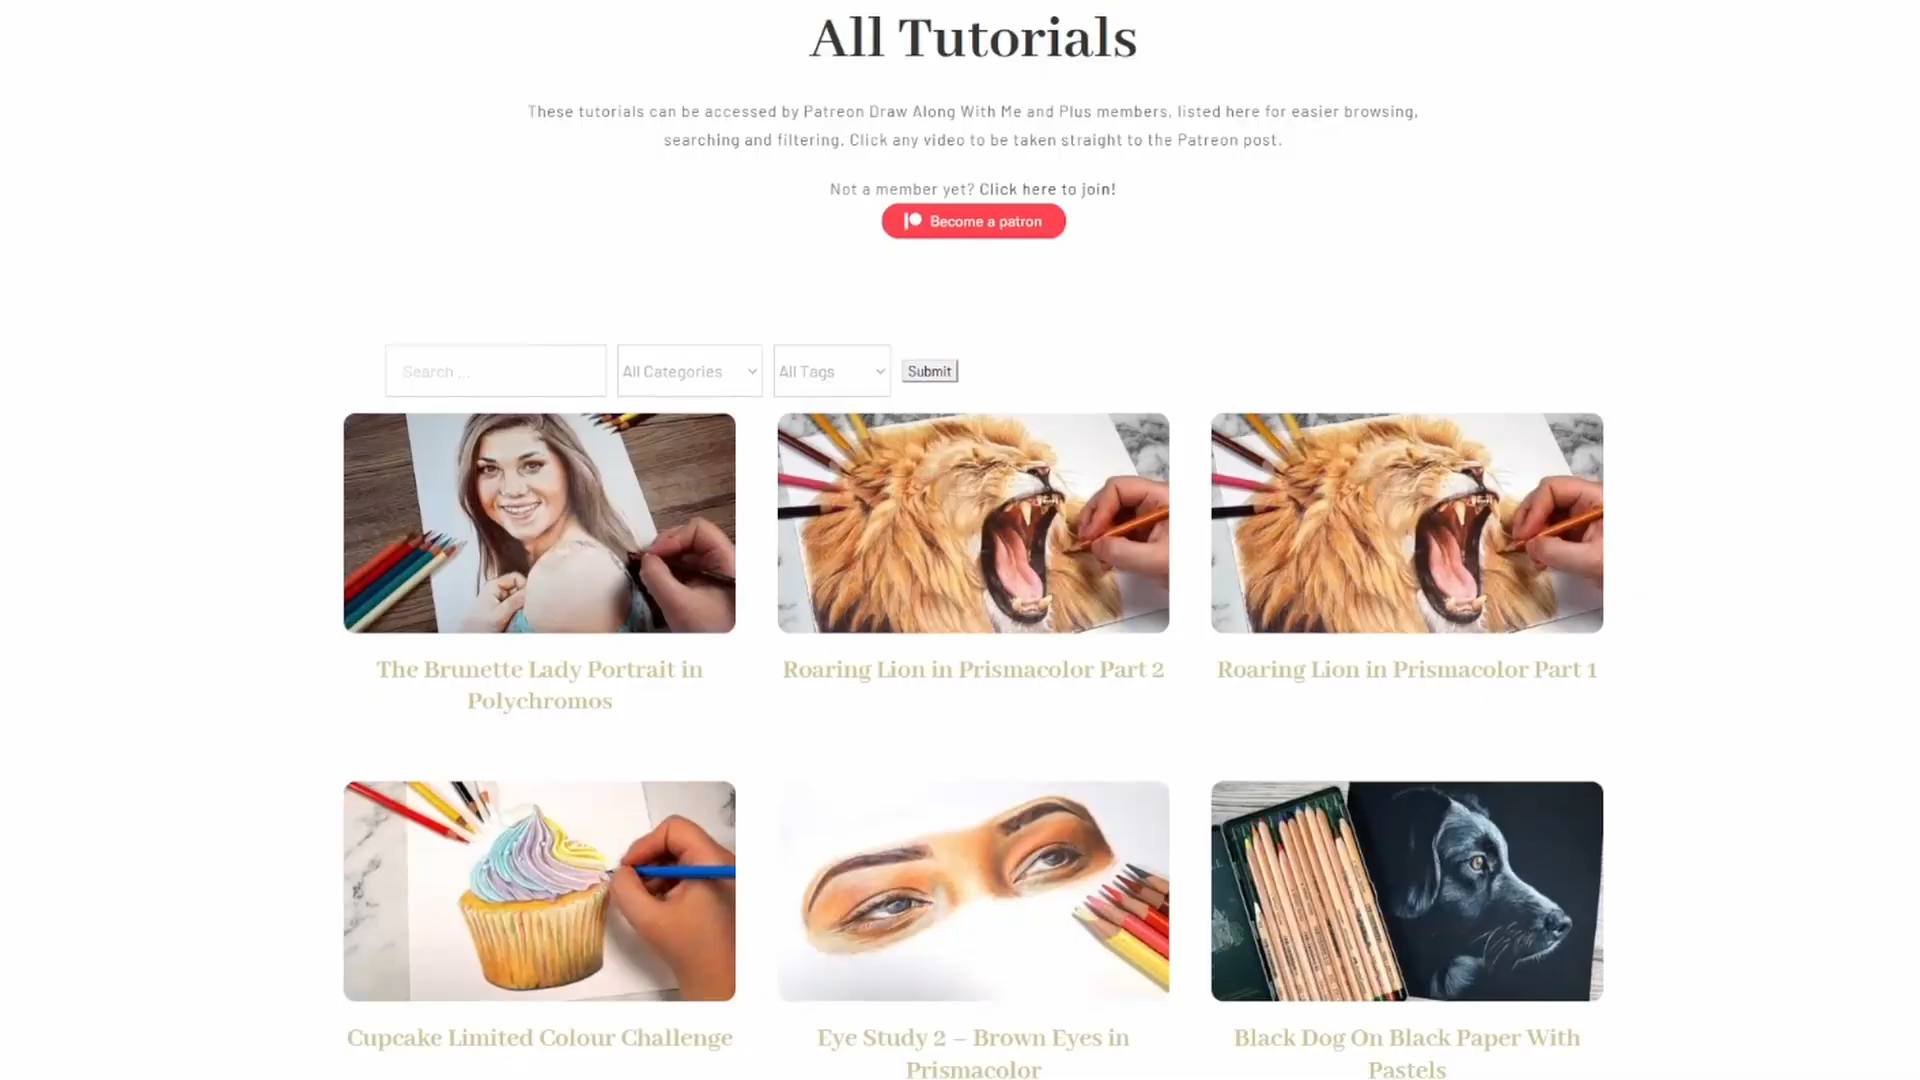 All Tutorials
These tutorials can be accessed by Patreon Draw Along With Me and Plus members, listed here for easier browsing,
searching and filtering. Click any video to be taken straight to the Patreon post.
Not a member yet? Click here to join!
Become a patron
Search ...
All Categories
All Tags
Submit
The Brunette Lady Portrait in
Polychromos
Roaring Lion in Prismacolor Part 2
Roaring Lion in Prismacolor Part 1
Cupcake Limited Colour Challenge
Eye Study 2 – Brown Eyes in
Prismacolor
Black Dog On Black Paper With
Pastels